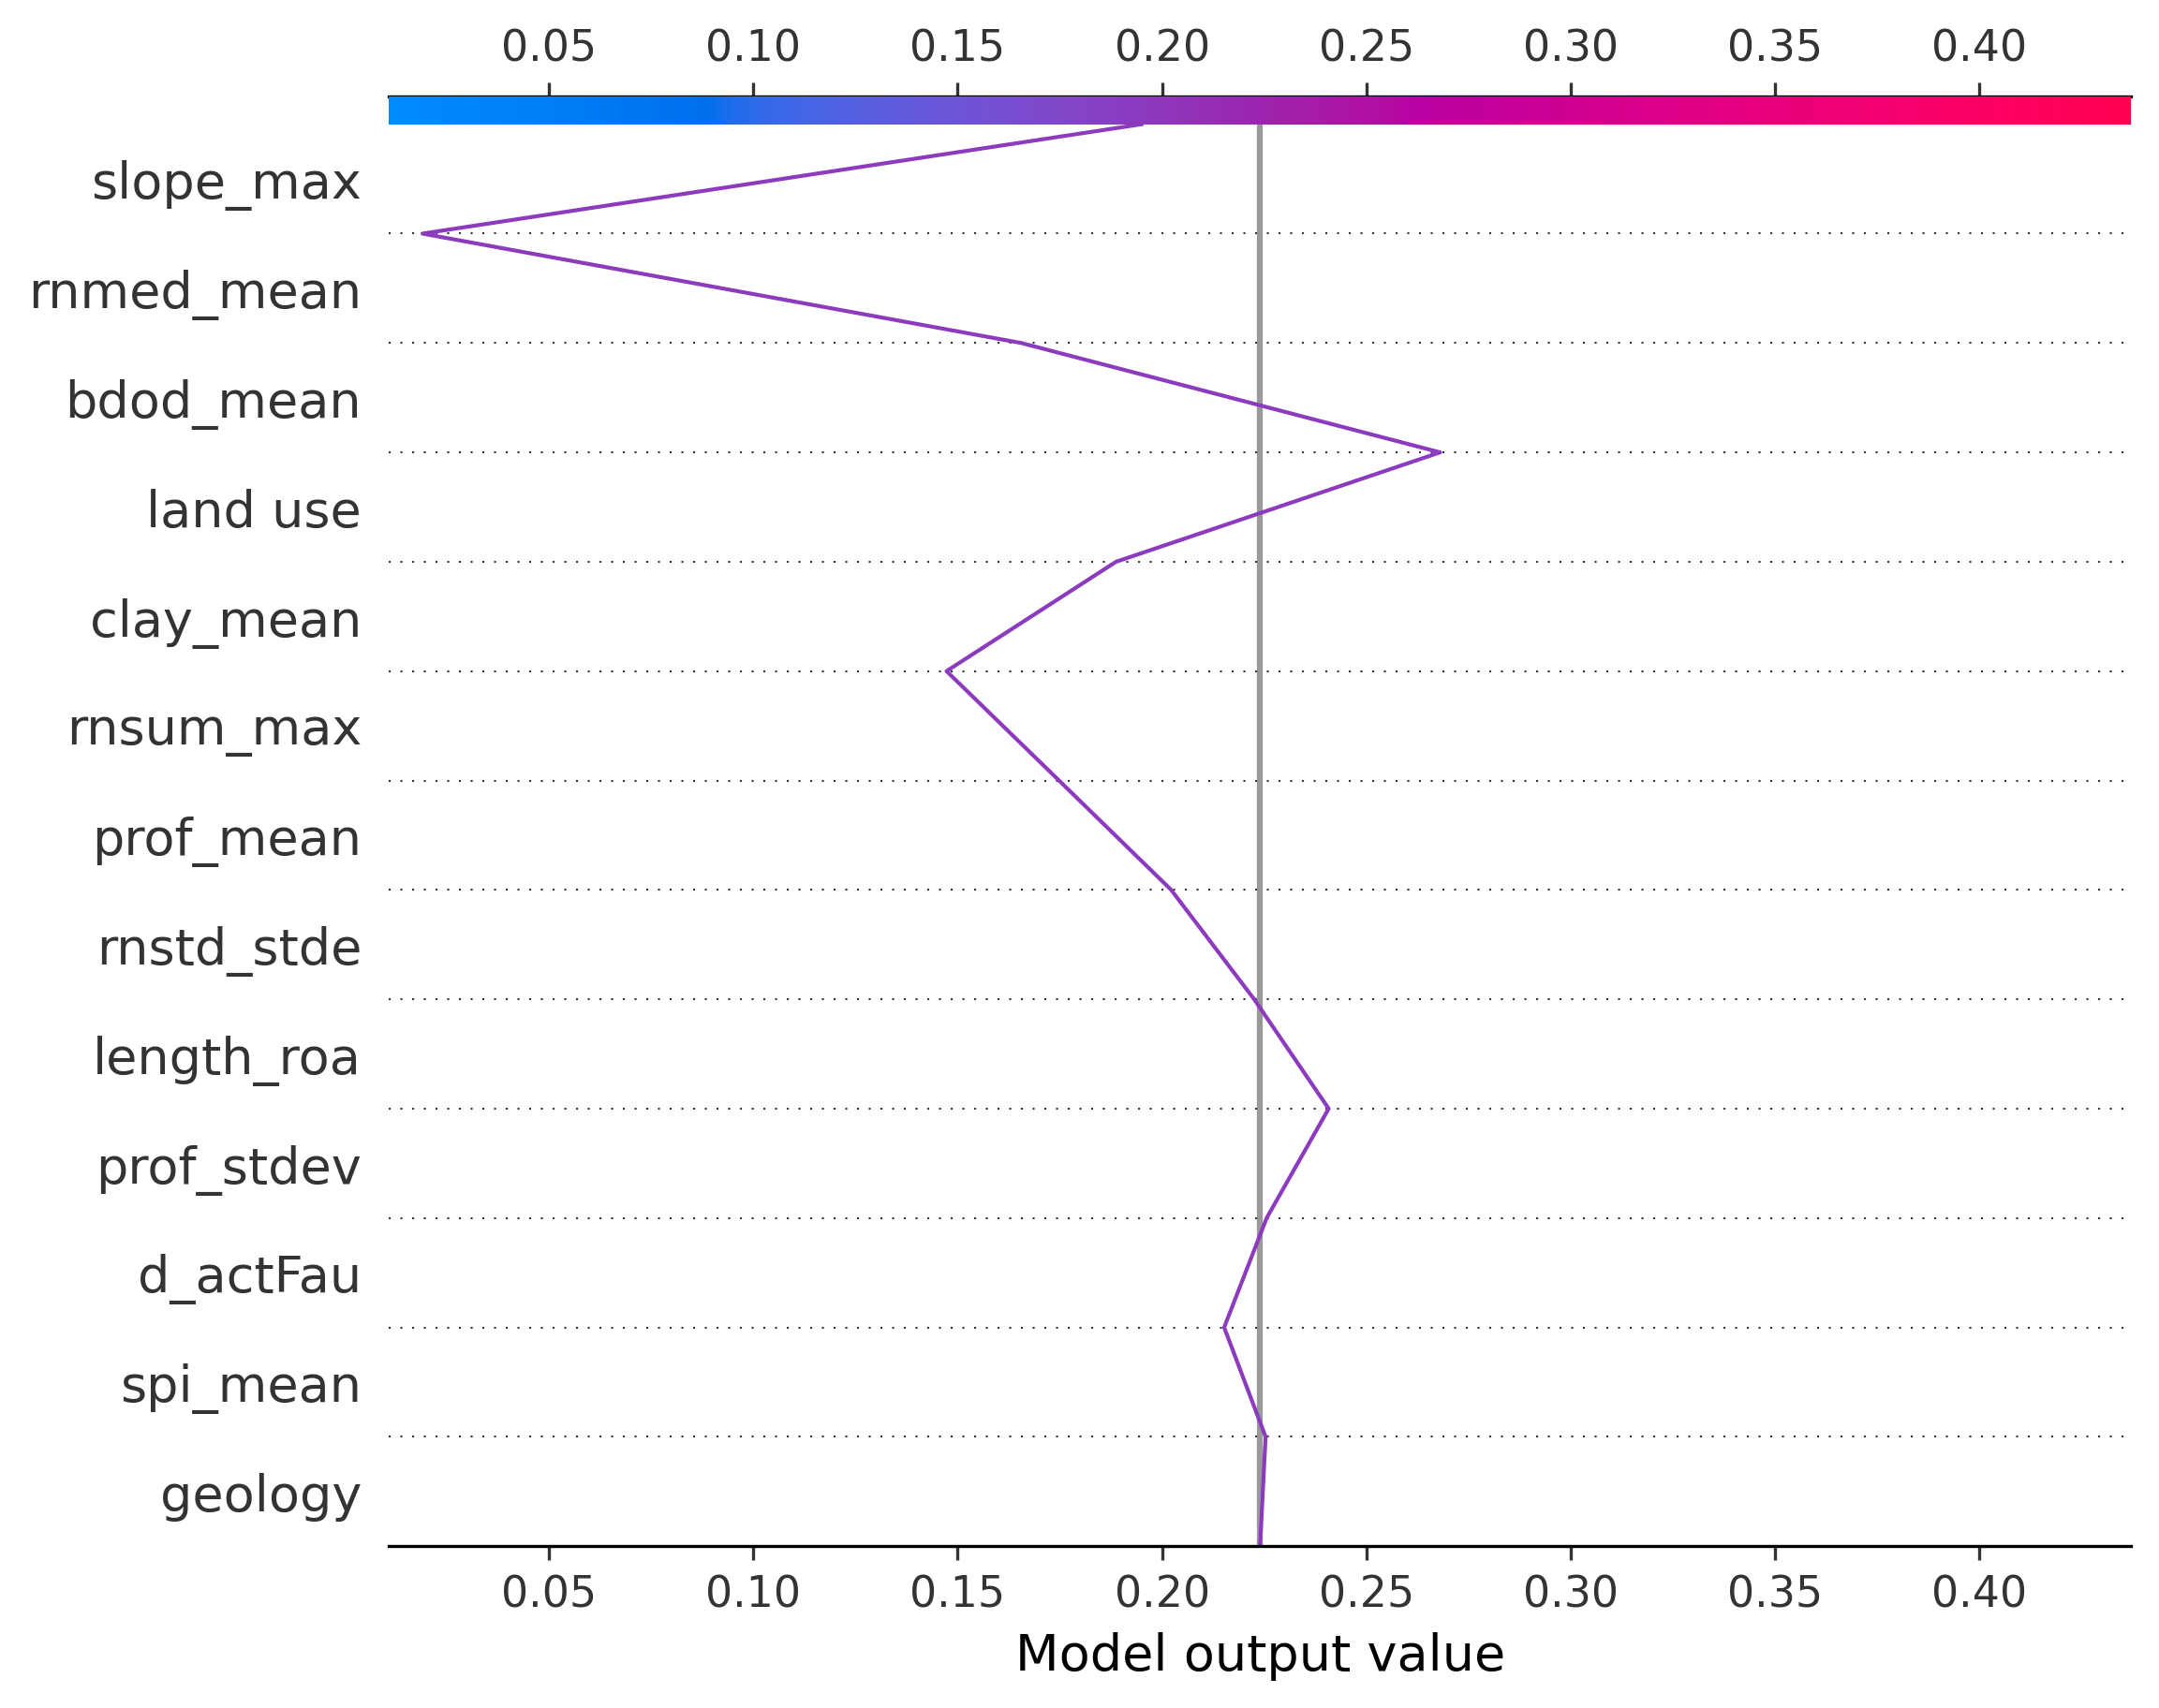 0.05 0.10 0.15 0.20 0.25 0.30 0.35 0.40
slope_max
rnmed_mean
bdod_mean
land use
clay_mean
rnsum_max
prof_mean
rnstd_stde
length_roa
prof_stdev
d_actFau
spi_mean
geology
0.05 0.10 0.15 0.20 0.25 0.30 0.35 0.40
Model output value